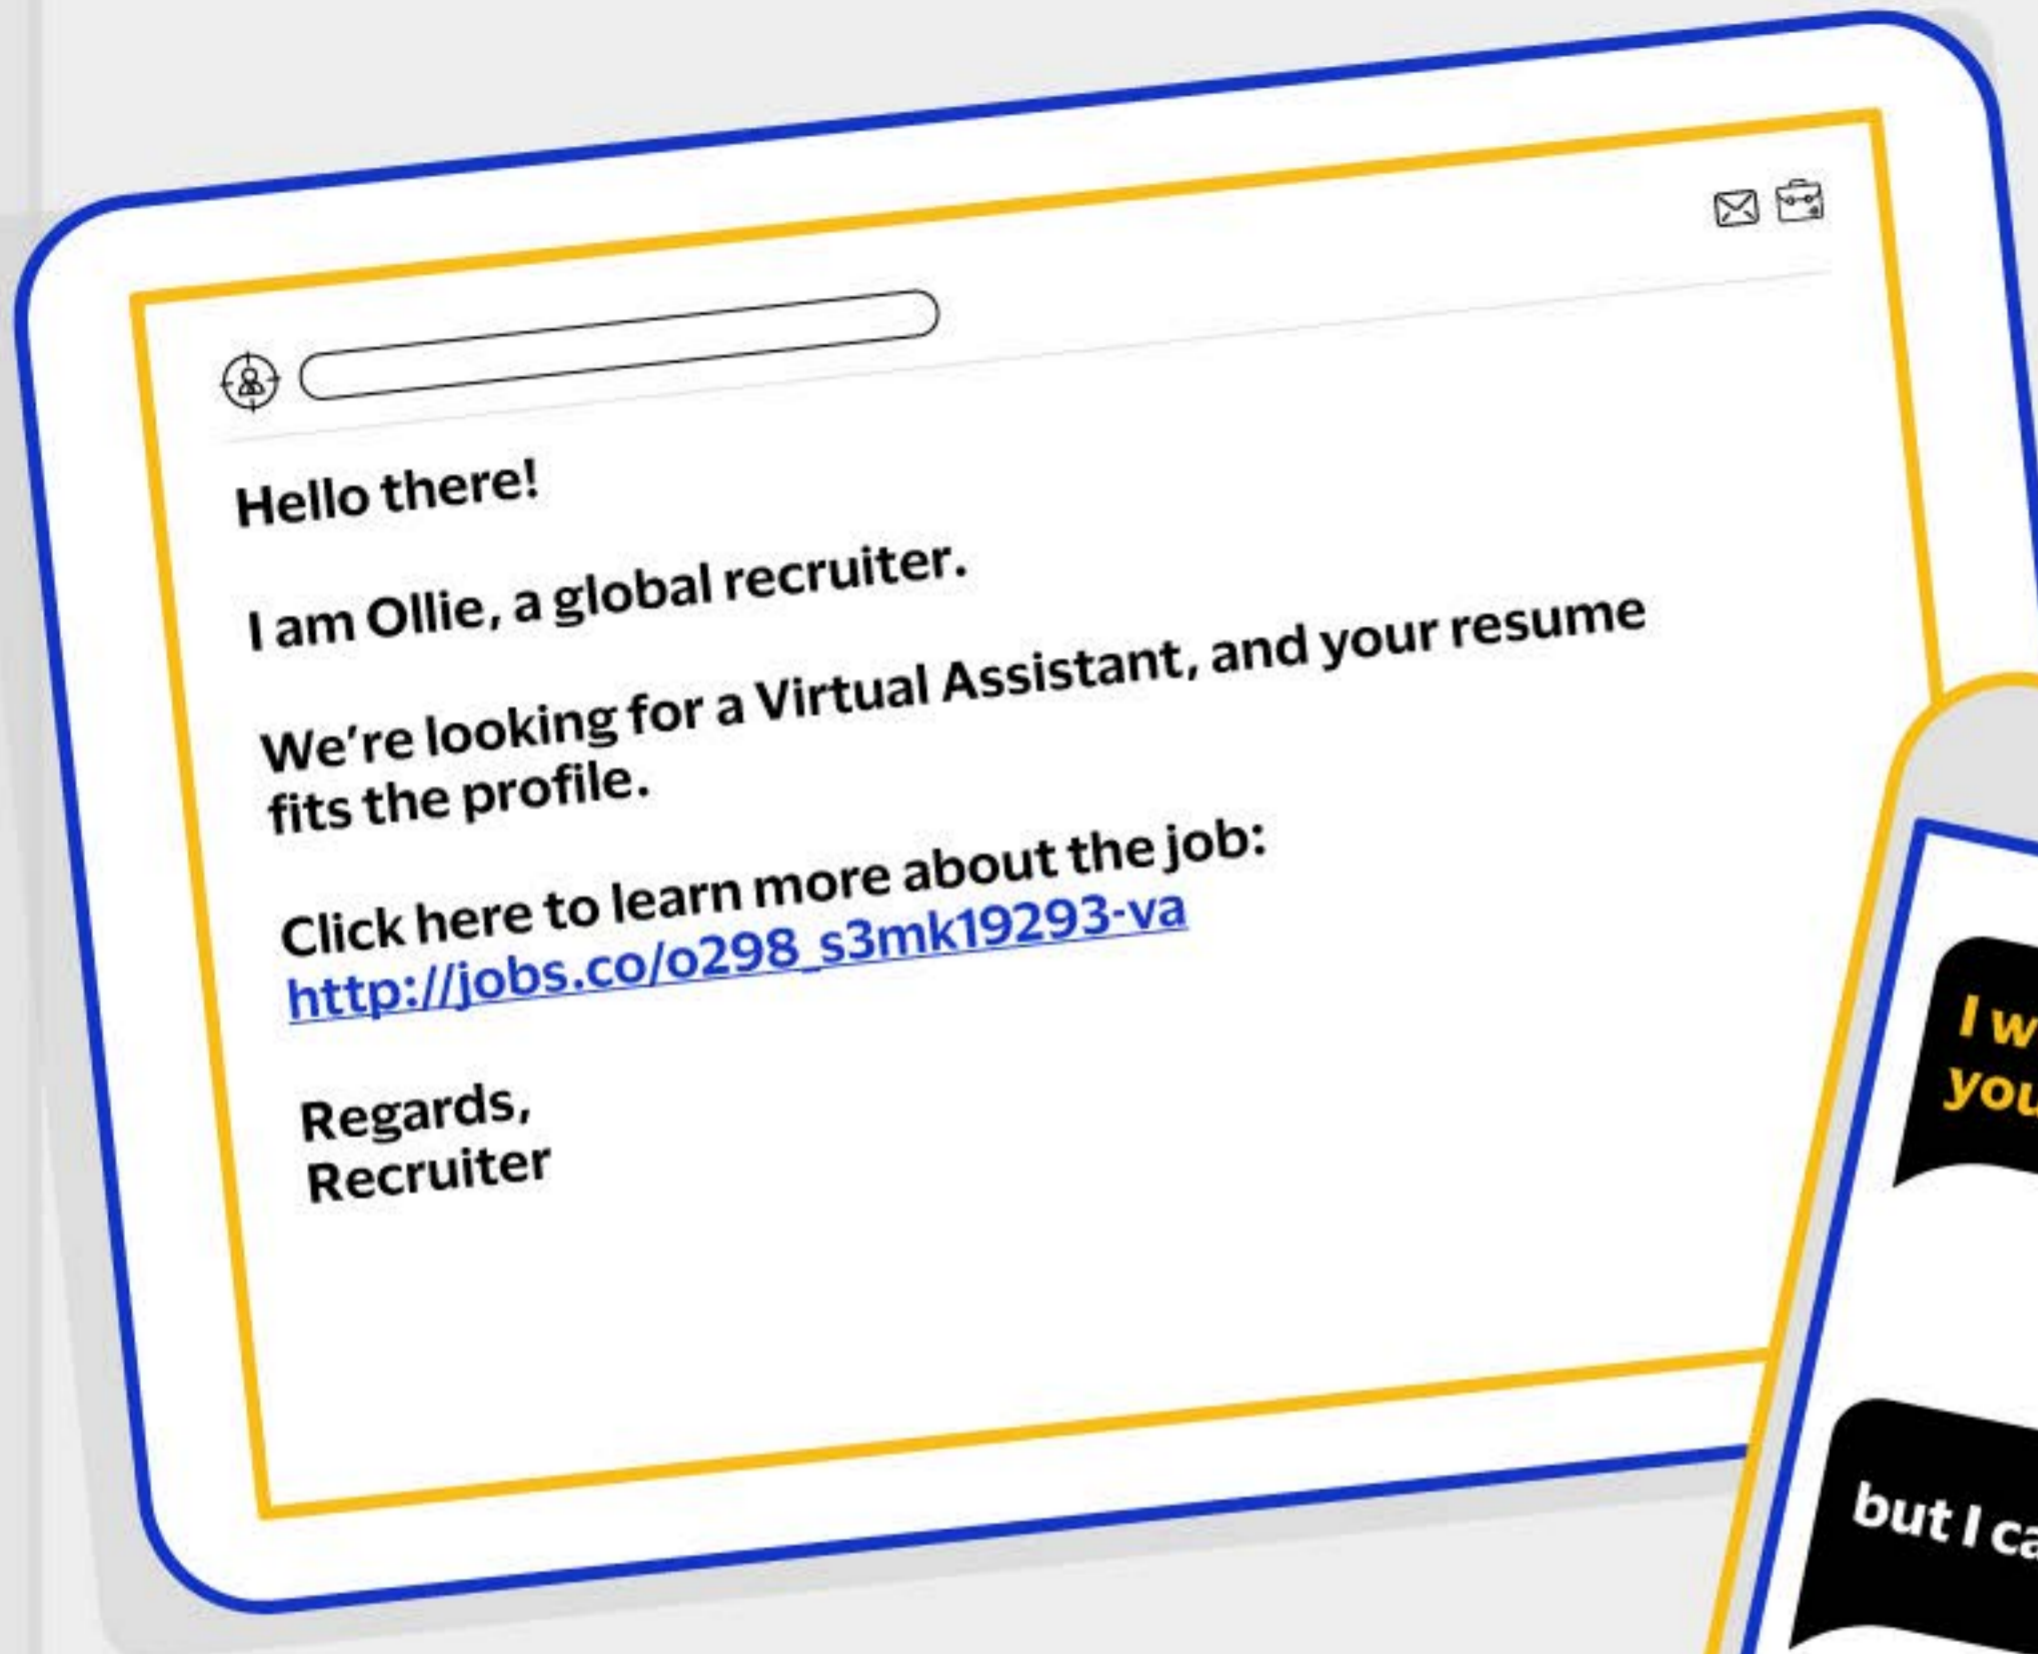 Hello there!
I am Ollie, a global recruiter.
We're looking for a Virtual Assistant, and your resume
fits the profile.
Click here to learn more about the job:
http://jobs.co/o298_s3mk19293-va
Regards,
Recruiter
I
but I